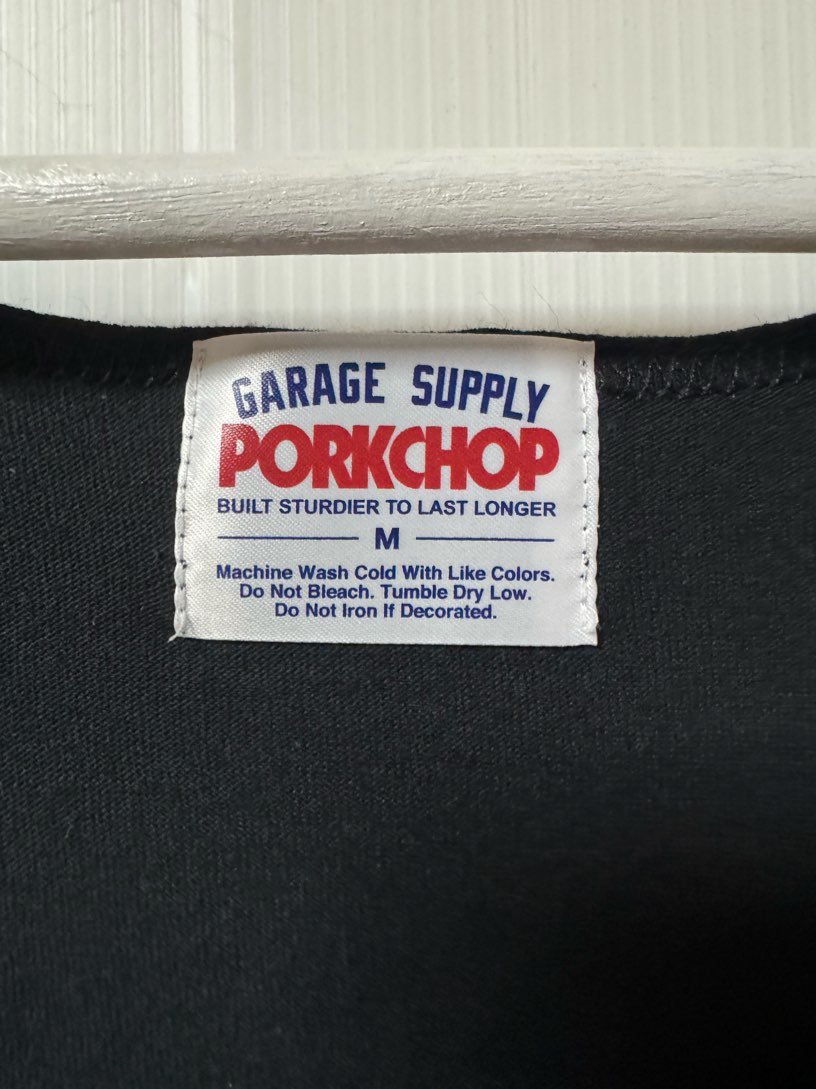 GARAGE SUPPLY
PORKCHOP
BUILT STURDIER TO LAST LONGER
M
Machine Wash Cold With Like Colors.
Do Not Bleach. Tumble Dry Low.
Do Not Iron If Decorated.